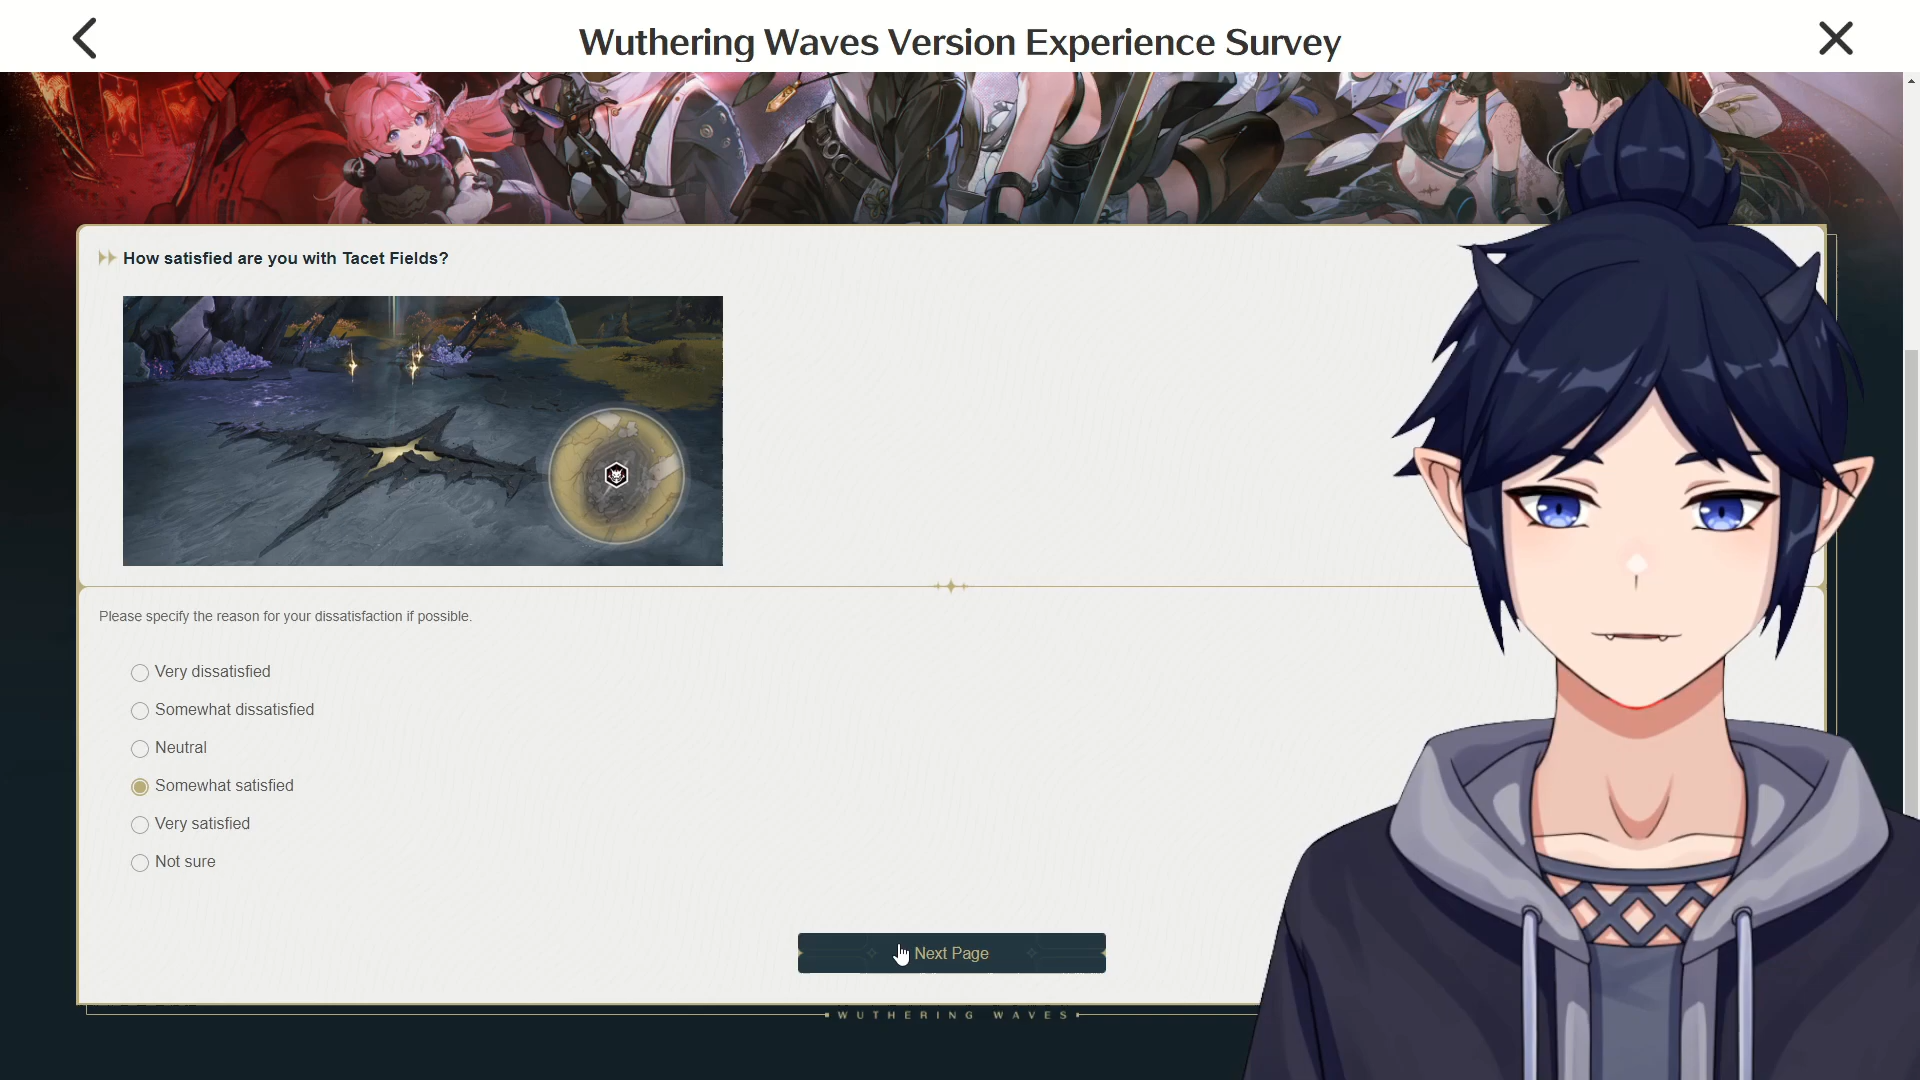 Wuthering Waves Version Experience Survey
How satisfied are you with Tacet Fields?
Please specify the reason for your dissatisfaction if possible.
Very dissatisfied
Somewhat dissatisfied
Neutral
Somewhat satisfied
Very satisfied
Not sure
Next Page
WUTHERING WAVES